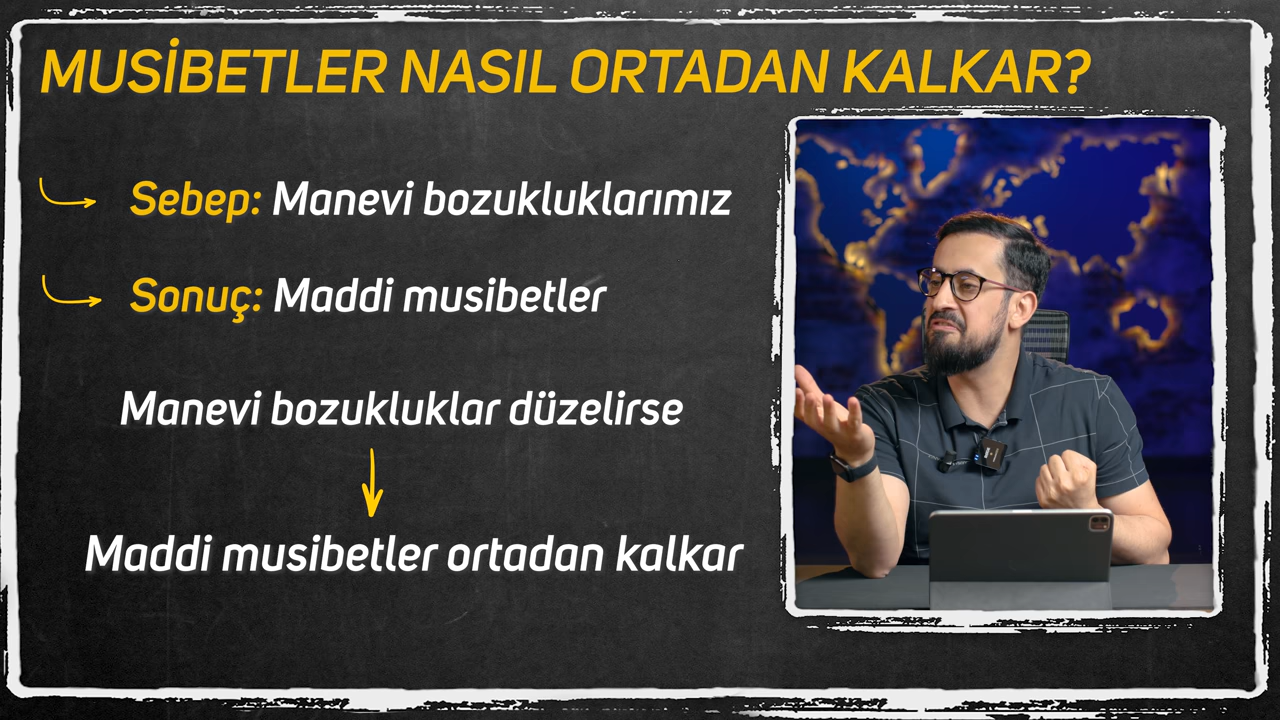 MUSİBETLER NASIL ORTADAN KALKAR?
Sebep: Manevi bozukluklarımız
Sonuç: Maddi musibetler
Manevi bozukluklar düzelirse
Maddi musibetler ortadan kalkar